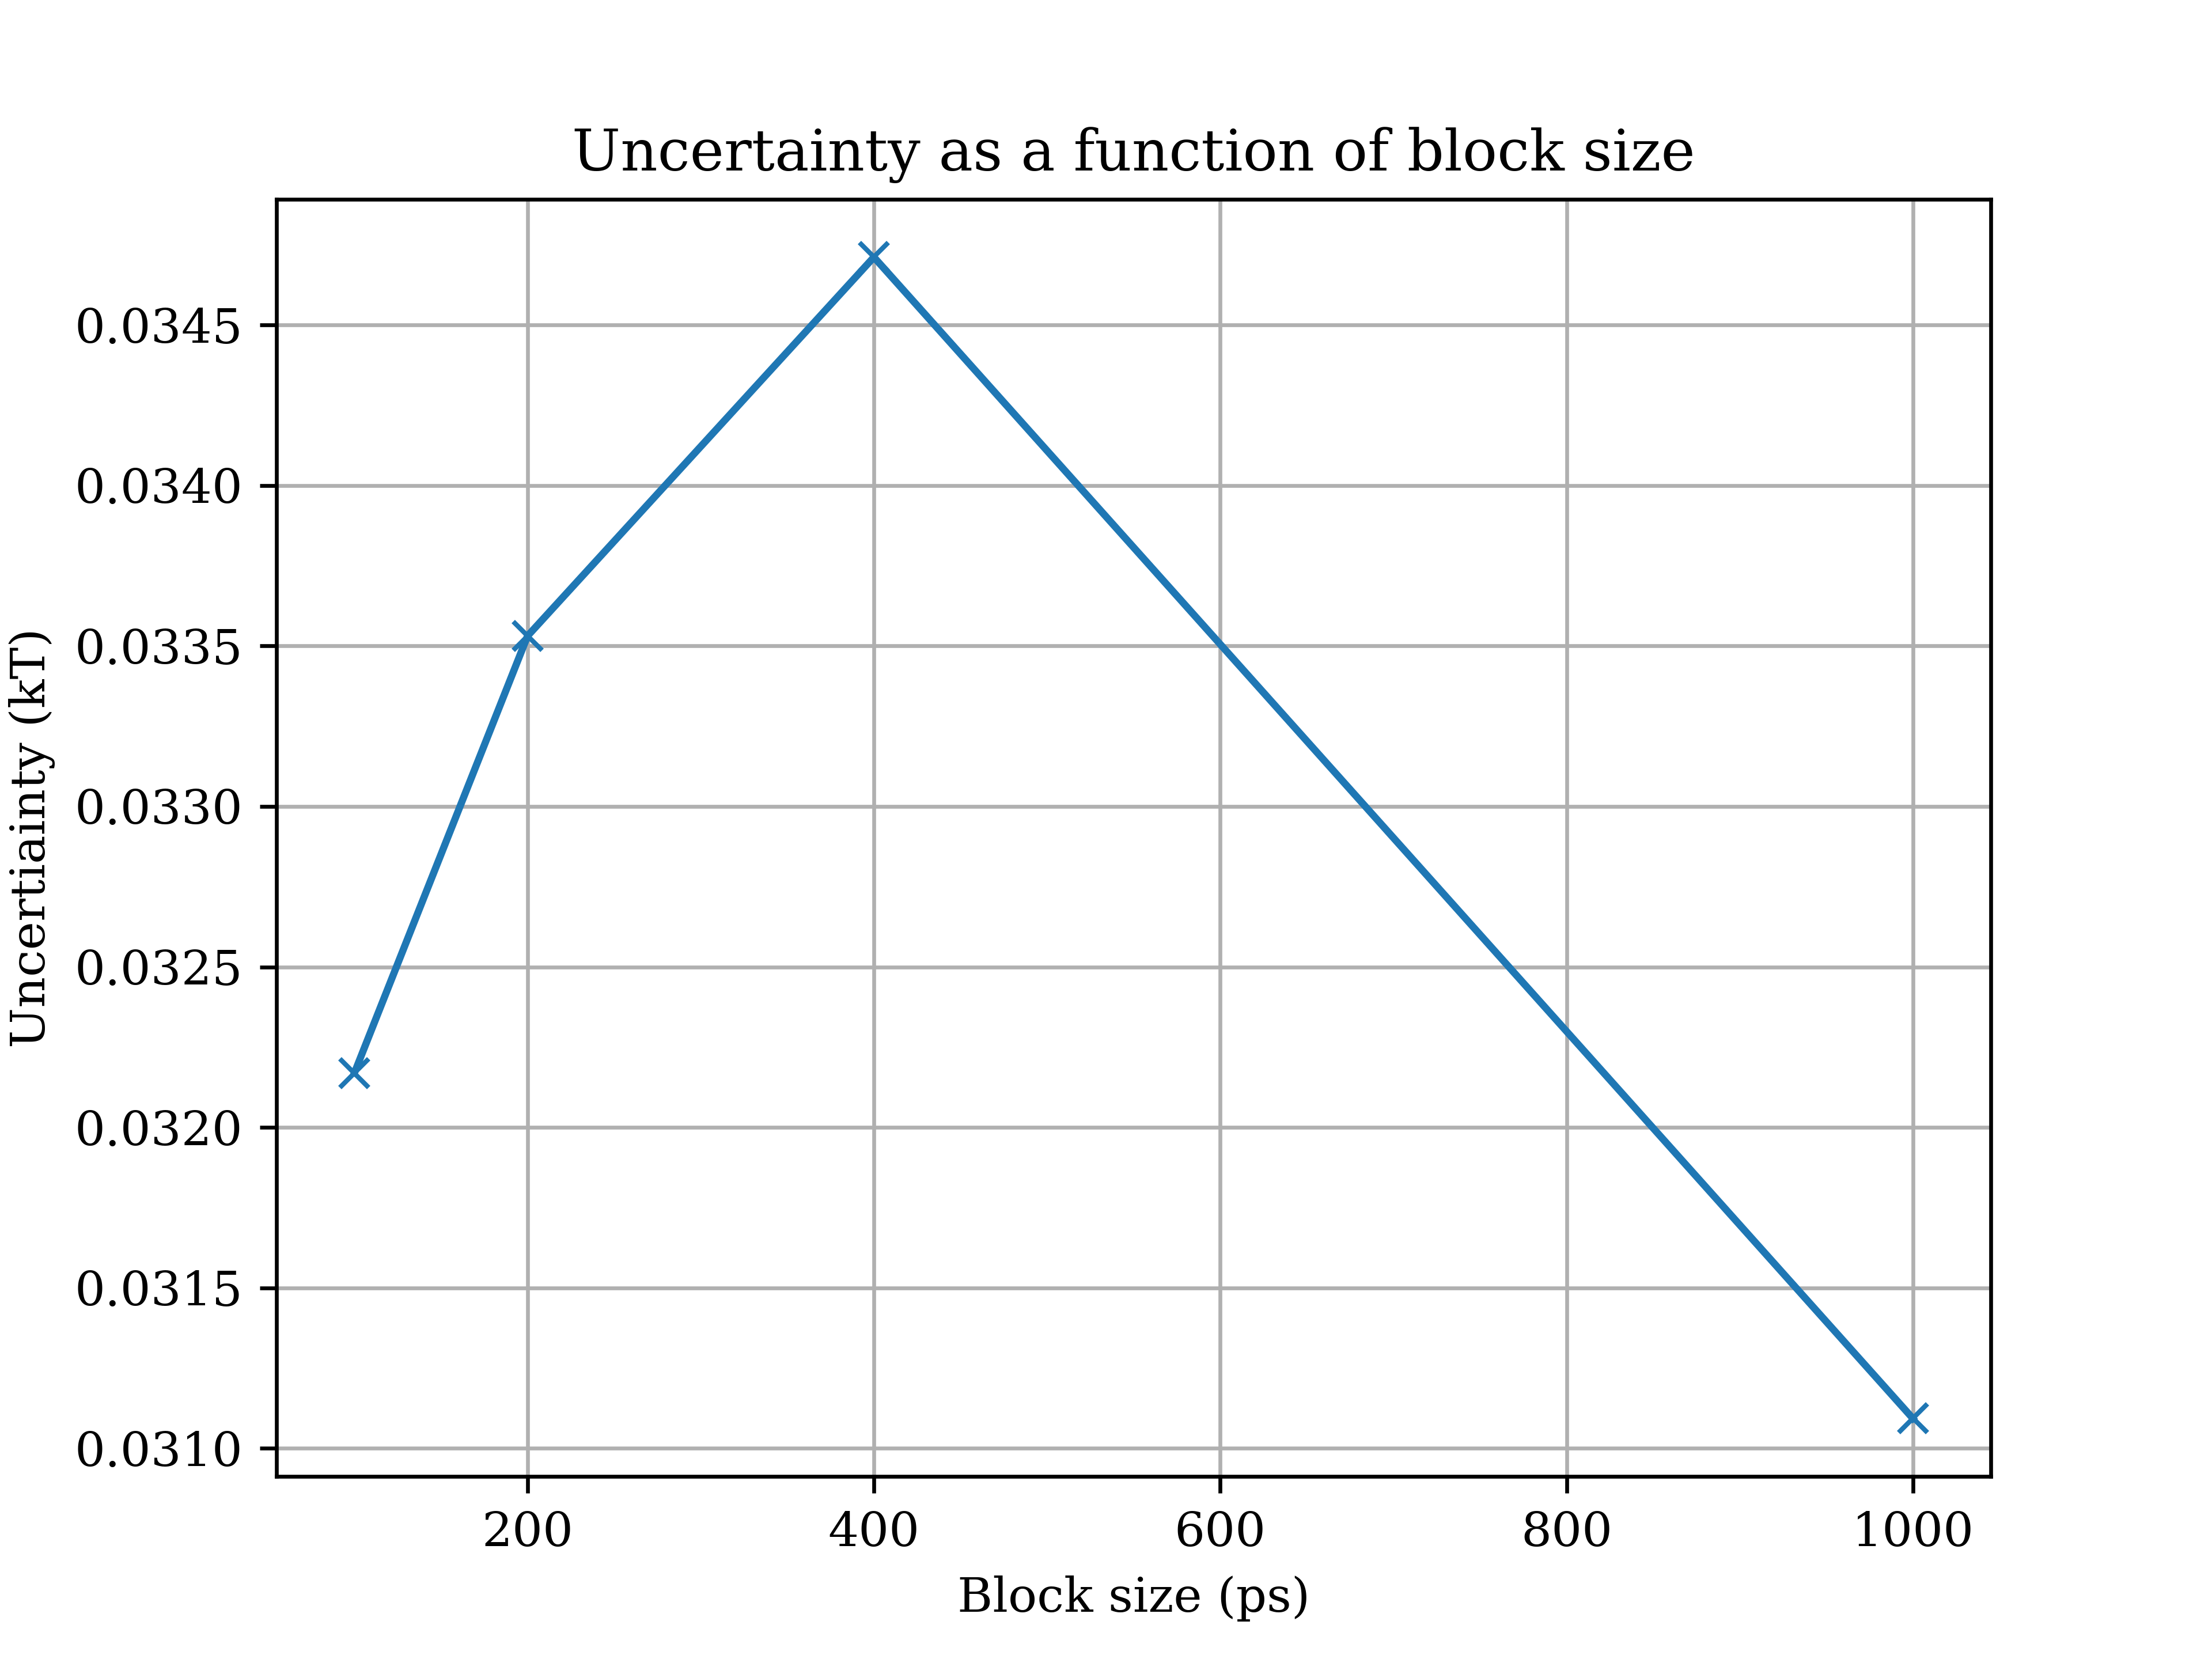 Uncertainty as a function of block size
Uncertiainty (kT)
0.0345
0.0340
0.0335
0.0330
0.0325
0.0320
0.0315
0.0310
200 400 600 800 1000
Block size (ps)